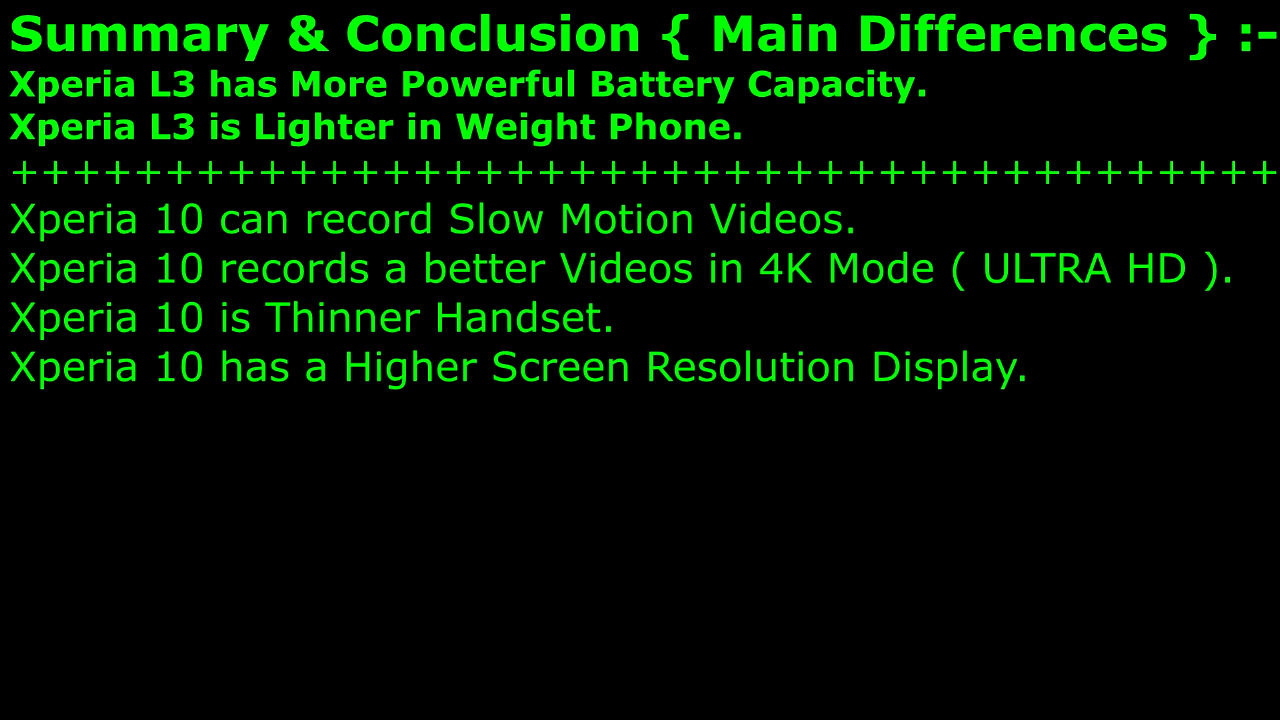 Summary & Conclusion { Main Differences } :-
Xperia L3 has More Powerful Battery Capacity.
Xperia L3 is Lighter in Weight Phone.
+++++++++++++++++++++++++++++++++++++++++
Xperia 10 can record Slow Motion Videos.
Xperia 10 records a better Videos in 4K Mode ( ULTRA HD ).
Xperia 10 is Thinner Handset.
Xperia 10 has a Higher Screen Resolution Display.